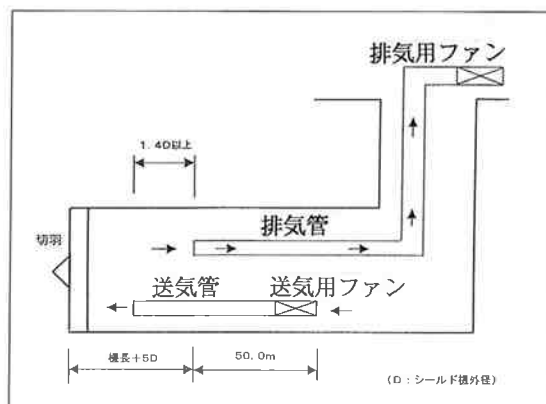 排気用ファン
1.4D以上
排気管
切羽
送気管 送気用ファン
機長+5D
50.0m
(D:シールド機外径)